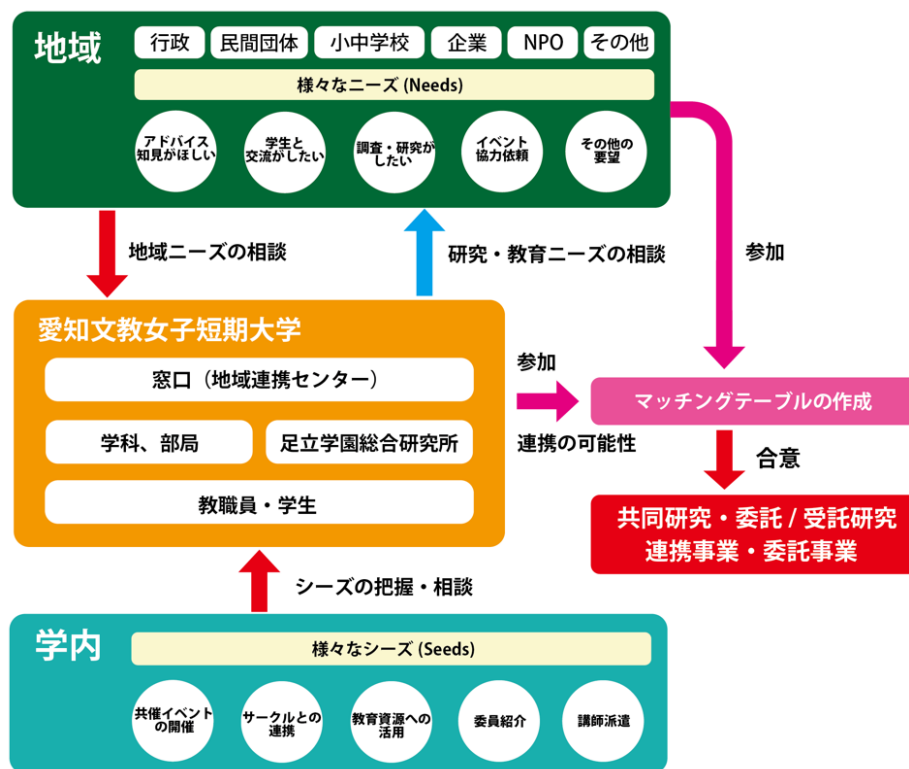 地域
行政
民間団体
小中学校
企業
NPO
その他
様々なニーズ (Needs)
アドバイス
知見がほしい
学生と
交流がしたい
調査・研究が
したい
イベント
協力依頼
その他の
要望
地域ニーズの相談
研究・教育ニーズの相談
参加
愛知文教女子短期大学
窓口（地域連携センター）
学科、部局
足立学園総合研究所
教職員・学生
参加
連携の可能性
マッチングテーブルの作成
合意
共同研究・委託 / 受託研究
連携事業・委託事業
シーズの把握・相談
学内
様々なシーズ (Seeds)
共催イベント
の開催
サークルとの
連携
教育資源への
活用
委員紹介
講師派遣